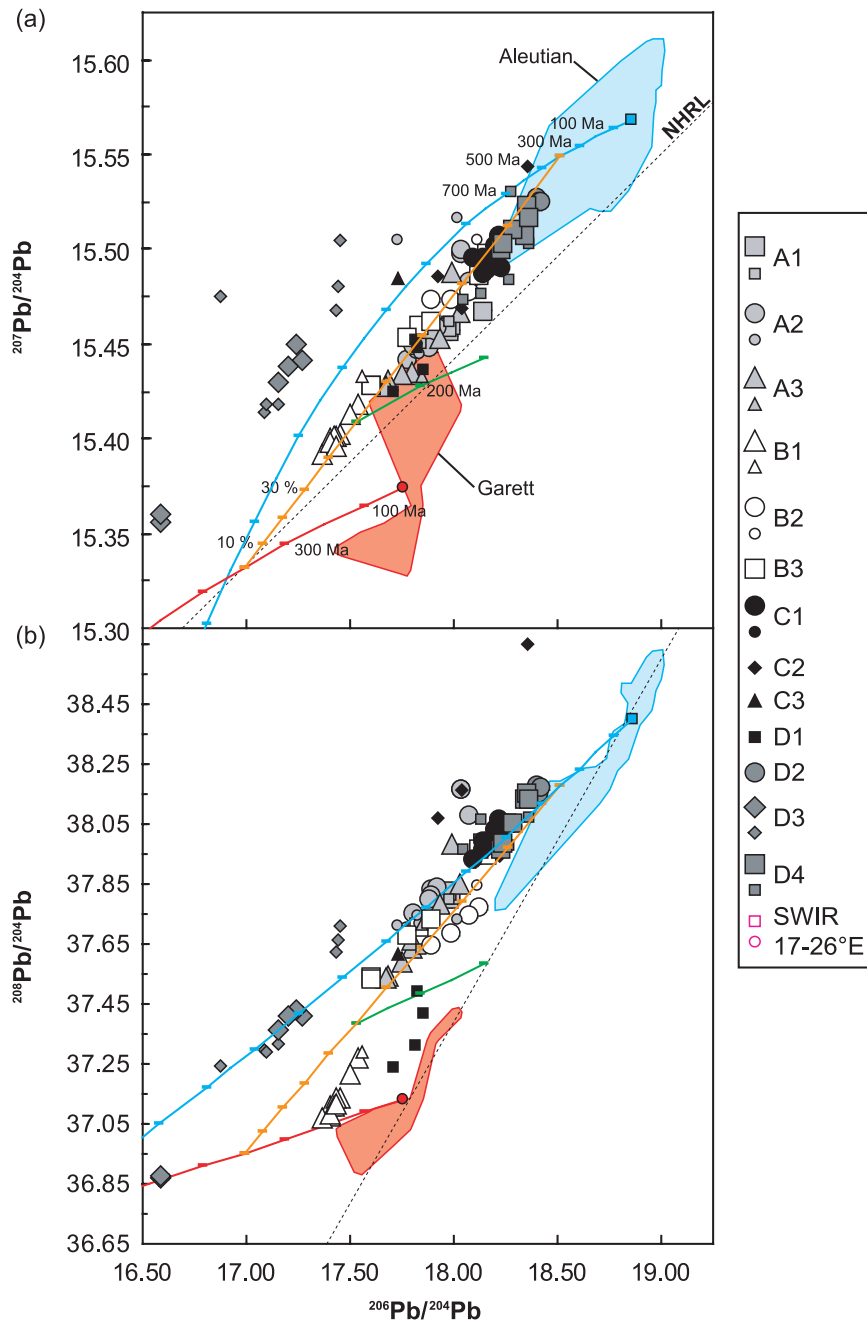 (a)
15.60
15.55
15.50
15.45
15.40
15.35
15.30
207Pb/204Pb
Aleutian
NHRL
100 Ma
300 Ma
500 Ma
700 Ma
200 Ma
Garett
30 %
10 %
100 Ma
300 Ma
(b)
38.45
38.25
38.05
37.85
37.65
37.45
37.25
37.05
36.85
36.65
208Pb/204Pb
16.50 17.00 17.50 18.00 18.50 19.00
206Pb/204Pb
A1
A2
A3
B1
B2
B3
C1
C2
C3
D1
D2
D3
D4
SWIR
17-26°E